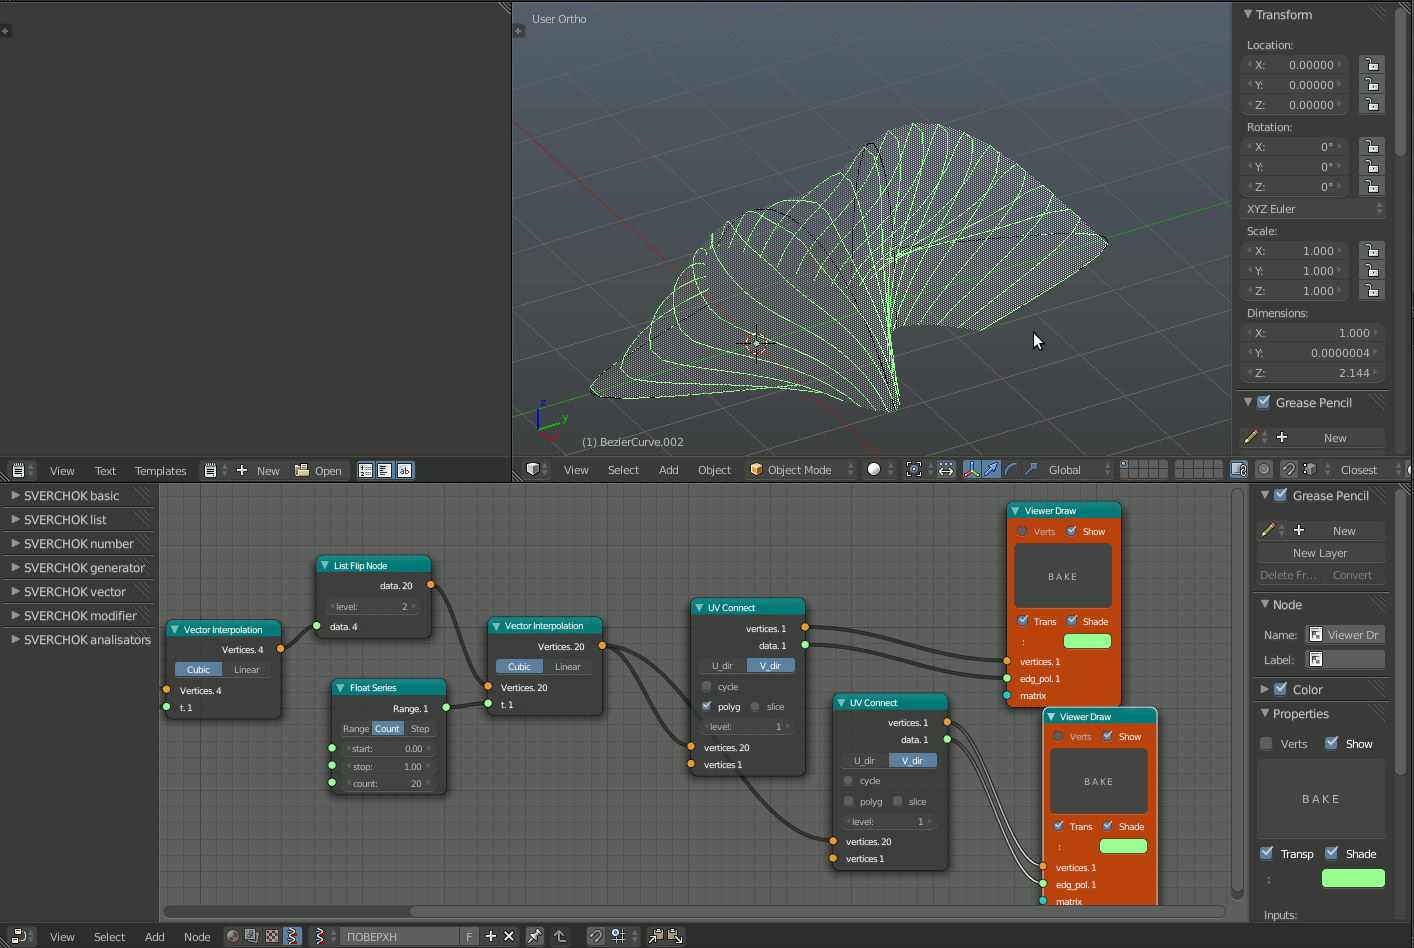 User Ortho
(1) BezierCurve.002
z
y
x
Transform
Location:
X: 0.00000
Y: 0.00000
Z: 0.00000
Rotation:
X: 0°
Y: 0°
Z: 0°
XYZ Euler
Scale:
X: 1.000
Y: 1.000
Z: 1.000
Dimensions:
X: 1.000
Y: 0.0000004
Z: 2.144
Grease Pencil
New
View Text Templates New Open ab
View Select Add Object Object Mode Global Closest
SVERCHOK basic
SVERCHOK list
SVERCHOK number
SVERCHOK generator
SVERCHOK vector
SVERCHOK modifier
SVERCHOK analisators
Vector Interpolation
Vertices. 4
Cubic Linear
Vertices. 4
t. 1
List Flip Node
data. 20
level: 2
data. 4
Float Series
Range. 1
Range Count Step
start: 0.00
stop: 1.00
count: 20
Vector Interpolation
Vertices. 20
Cubic Linear
Vertices. 20
t. 1
UV Connect
vertices. 1
data. 1
U_dir V_dir
cycle
polyg slice
level: 1
vertices. 20
vertices 1
UV Connect
vertices. 1
data. 1
U_dir V_dir
cycle
polyg slice
level: 1
vertices. 20
vertices 1
Viewer Draw
Verts Show
BAKE
Trans Shade
:
vertices. 1
edg_pol. 1
matrix
Viewer Draw
Verts Show
BAKE
Trans Shade
:
vertices. 1
edg_pol. 1
matrix
Grease Pencil
New
New Layer
Delete Fr... Convert
Node
Name: Viewer Dr
Label:
Color
Properties
Verts Show
BAKE
Transp Shade
:
Inputs:
View Select Add Node ПОВЕРХН F